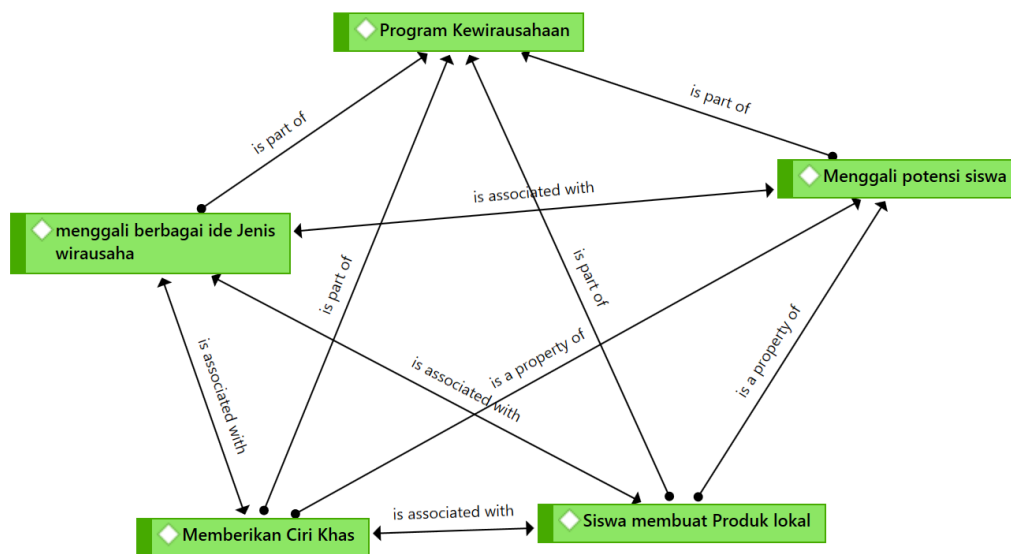 Program Kewirausahaan
is part of
is part of
Menggali potensi siswa
is associated with
menggali berbagai ide Jenis
wirausaha
is part of
is part of
is a property of
is a property of
is associated with
is associated with
is associated with
Memberikan Ciri Khas
Siswa membuat Produk lokal